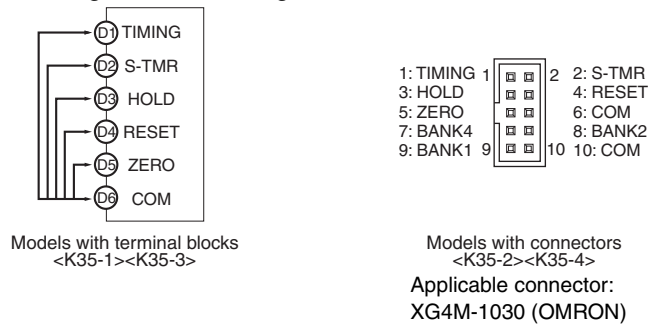 D1 TIMING
D2 S-TMR
D3 HOLD
D4 RESET
D5 ZERO
D6 COM
Models with terminal blocks
<K35-1><K35-3>
1: TIMING 1 2 2: S-TMR
3: HOLD 4: RESET
5: ZERO 6: COM
7: BANK4 8: BANK2
9: BANK1 9 10 10: COM
Models with connectors
<K35-2><K35-4>
Applicable connector:
XG4M-1030 (OMRON)